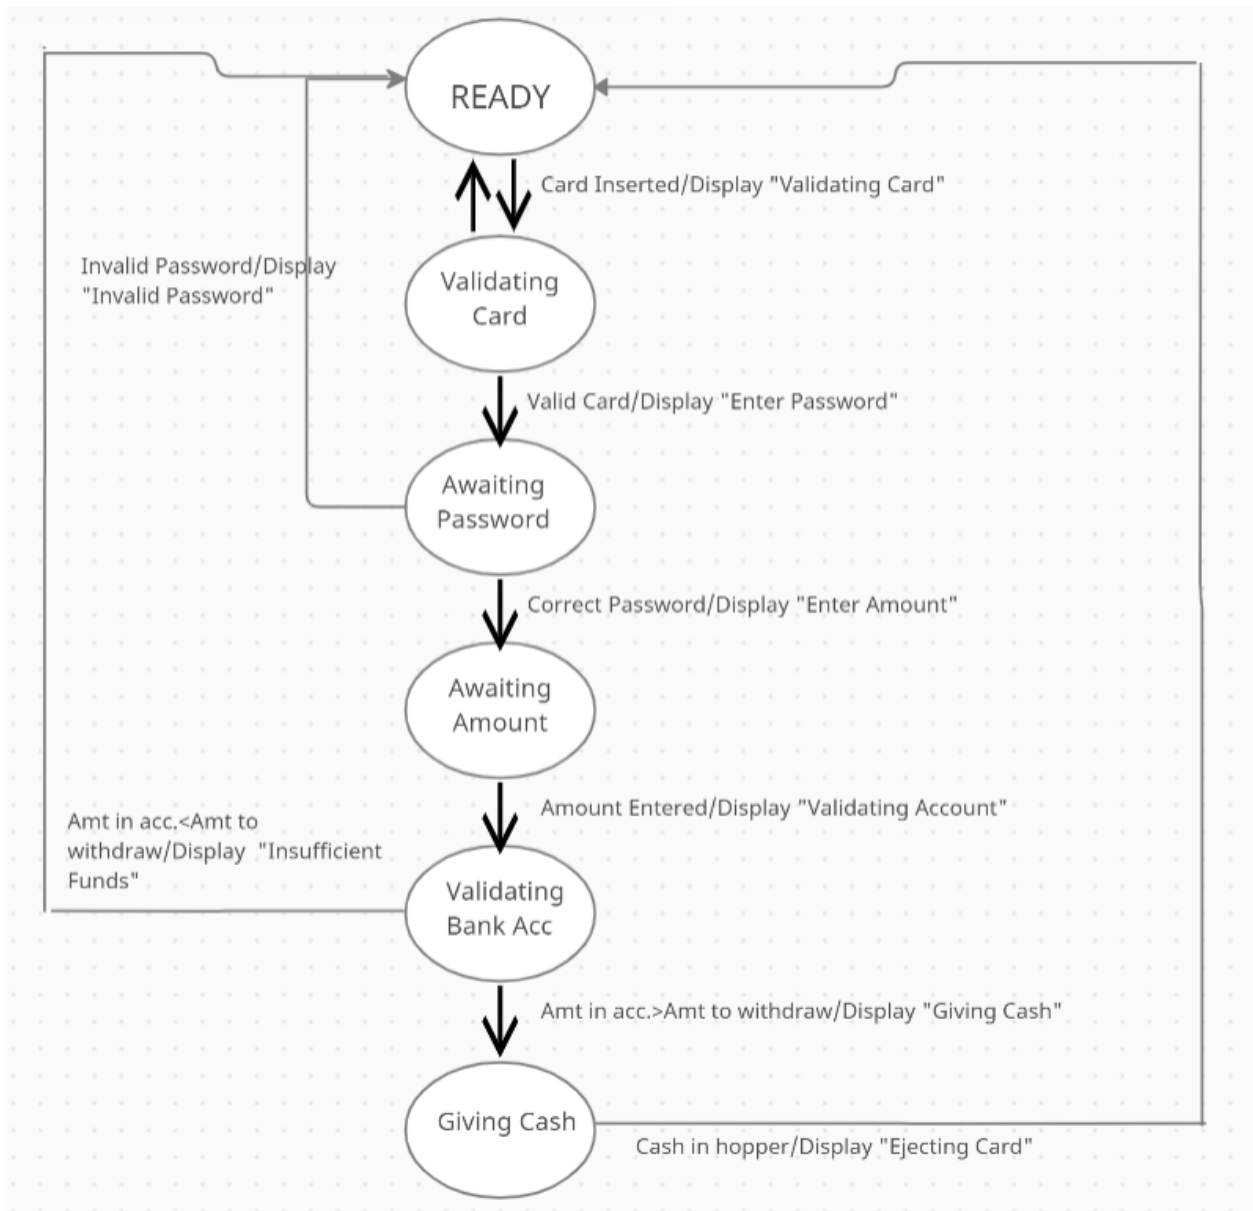 READY
Card Inserted/Display "Validating Card"
Invalid Password/Display
"Invalid Password"
Validating
Card
Valid Card/Display "Enter Password"
Awaiting
Password
Correct Password/Display "Enter Amount"
Awaiting
Amount
Amount Entered/Display "Validating Account"
Amt in acc.<Amt to
withdraw/Display  "Insufficient
Funds"
Validating
Bank Acc
Amt in acc.>Amt to withdraw/Display "Giving Cash"
Giving Cash
Cash in hopper/Display "Ejecting Card"